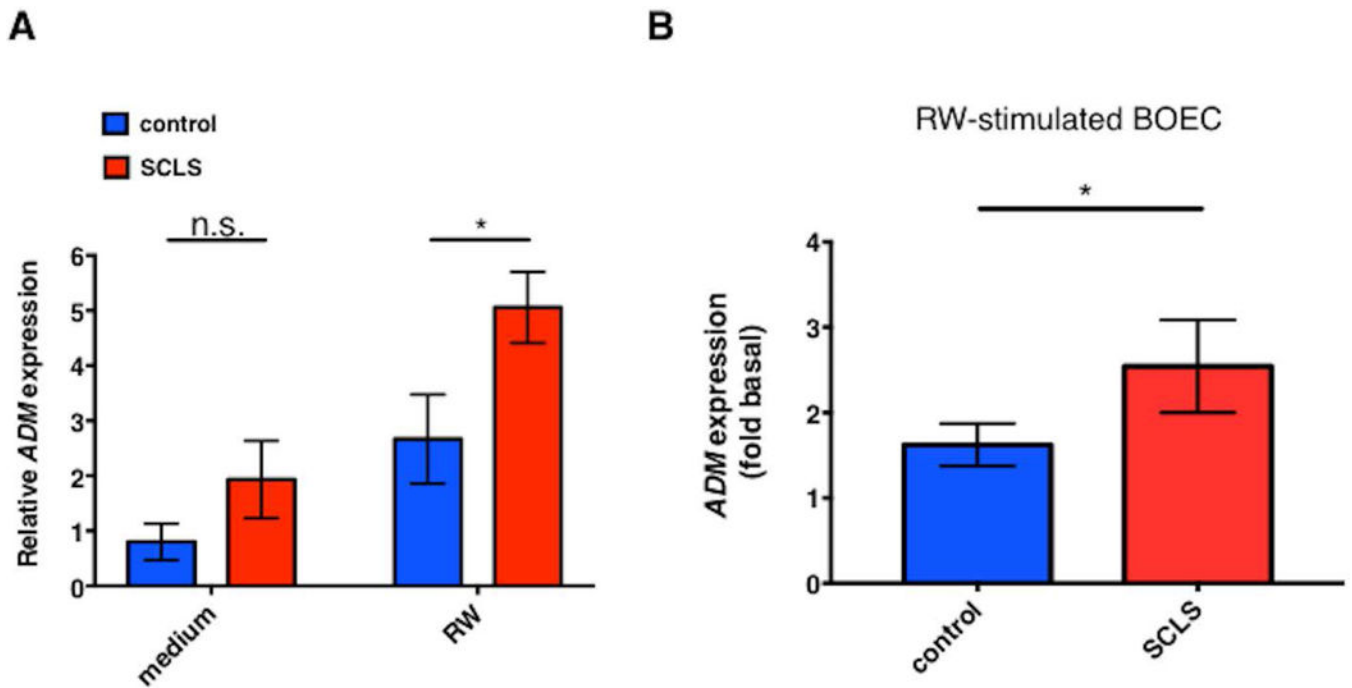 A
control
SCLS
n.s.
*
Relative ADM expression
6
5
4
3
2
1
0
medium
RW
B
RW-stimulated BOEC
*
ADM expression
(fold basal)
4
3
2
1
0
control
SCLS